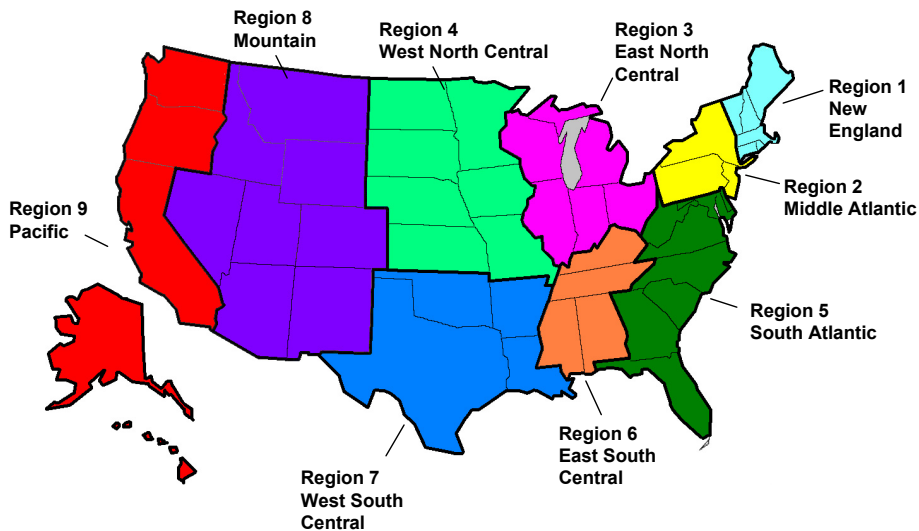 Region 8
Mountain
Region 4
West North Central
Region 3
East North
Central
Region 1
New
England
Region 2
Middle Atlantic
Region 9
Pacific
Region 5
South Atlantic
Region 6
East South
Central
Region 7
West South
Central